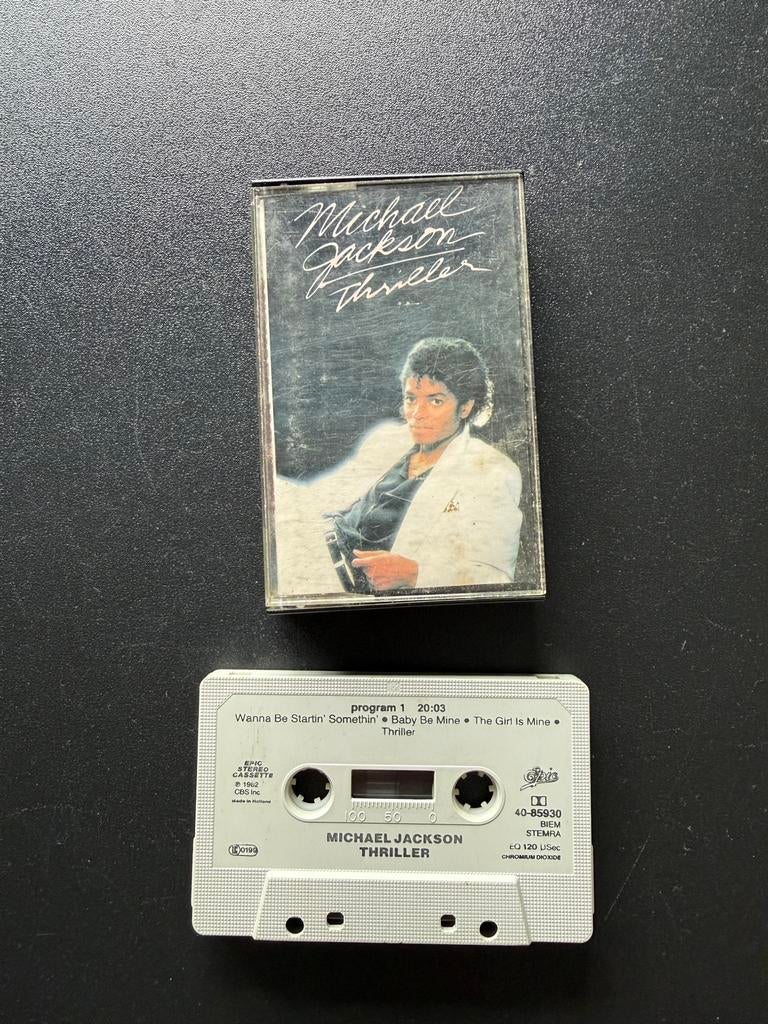 Michael
Jackson
Thriller
program 1 20:03
Wanna Be Startin' Somethin' • Baby Be Mine • The Girl Is Mine •
Thriller
EPIC
STEREO
CASSETTE
℗ 1982
CBS Inc.
Made in Holland
Epic
40-85930
BIEM
STEMRA
EQ 120 µSec
CHROMIUM DIOXIDE
100 50 0
MICHAEL JACKSON
THRILLER
0199